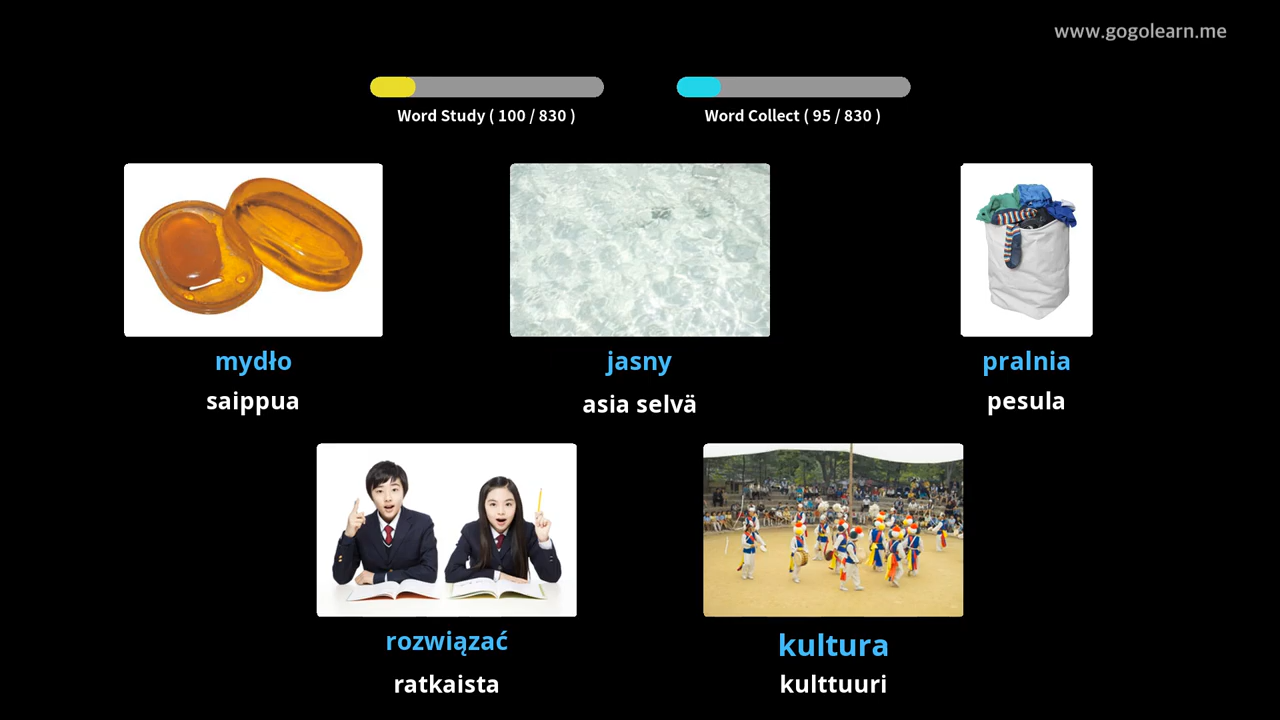 www.gogolearn.me
Word Study ( 100 / 830 )
Word Collect ( 95 / 830 )
mydło
saippua
jasny
asia selvä
pralnia
pesula
rozwiązać
ratkaista
kultura
kulttuuri